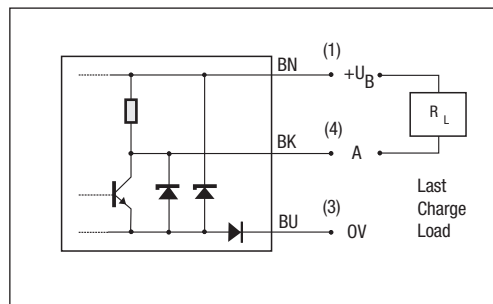 BN (1) +UB
RL
BK (4) A
BU (3) 0V
Last
Charge
Load